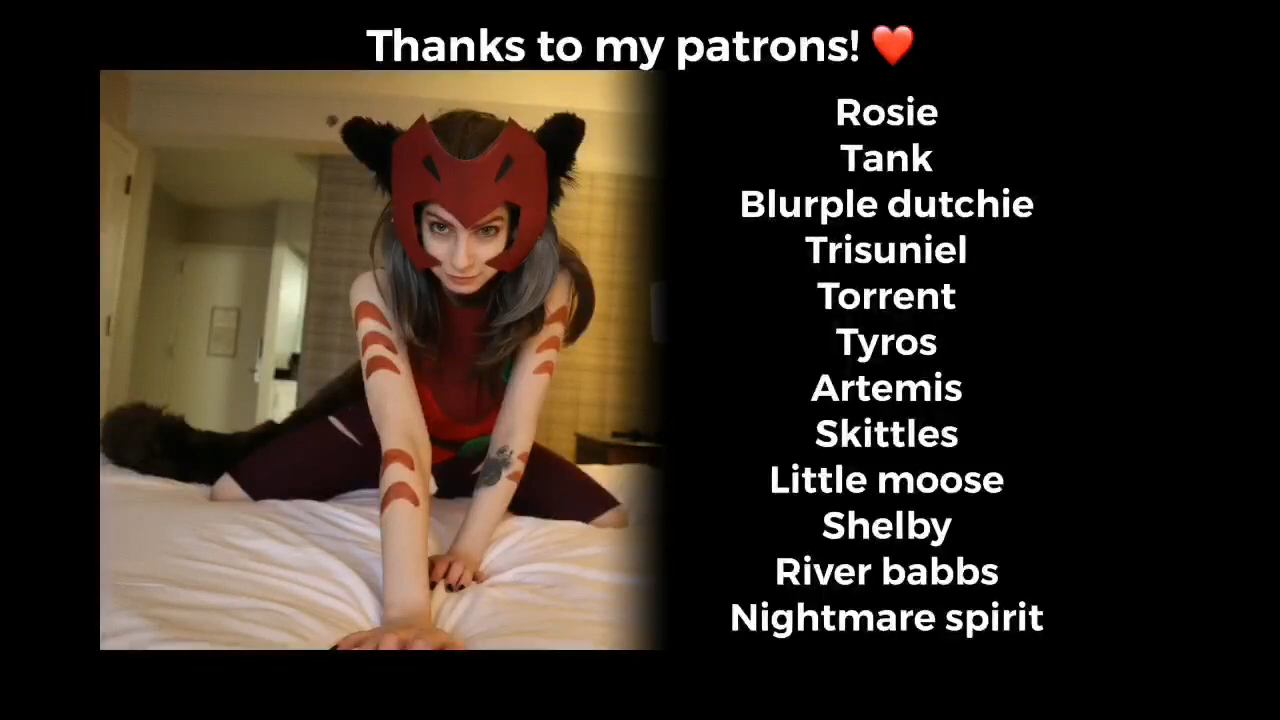 Thanks to my patrons! ❤️
Rosie
Tank
Blurple dutchie
Trisuniel
Torrent
Tyros
Artemis
Skittles
Little moose
Shelby
River babbs
Nightmare spirit